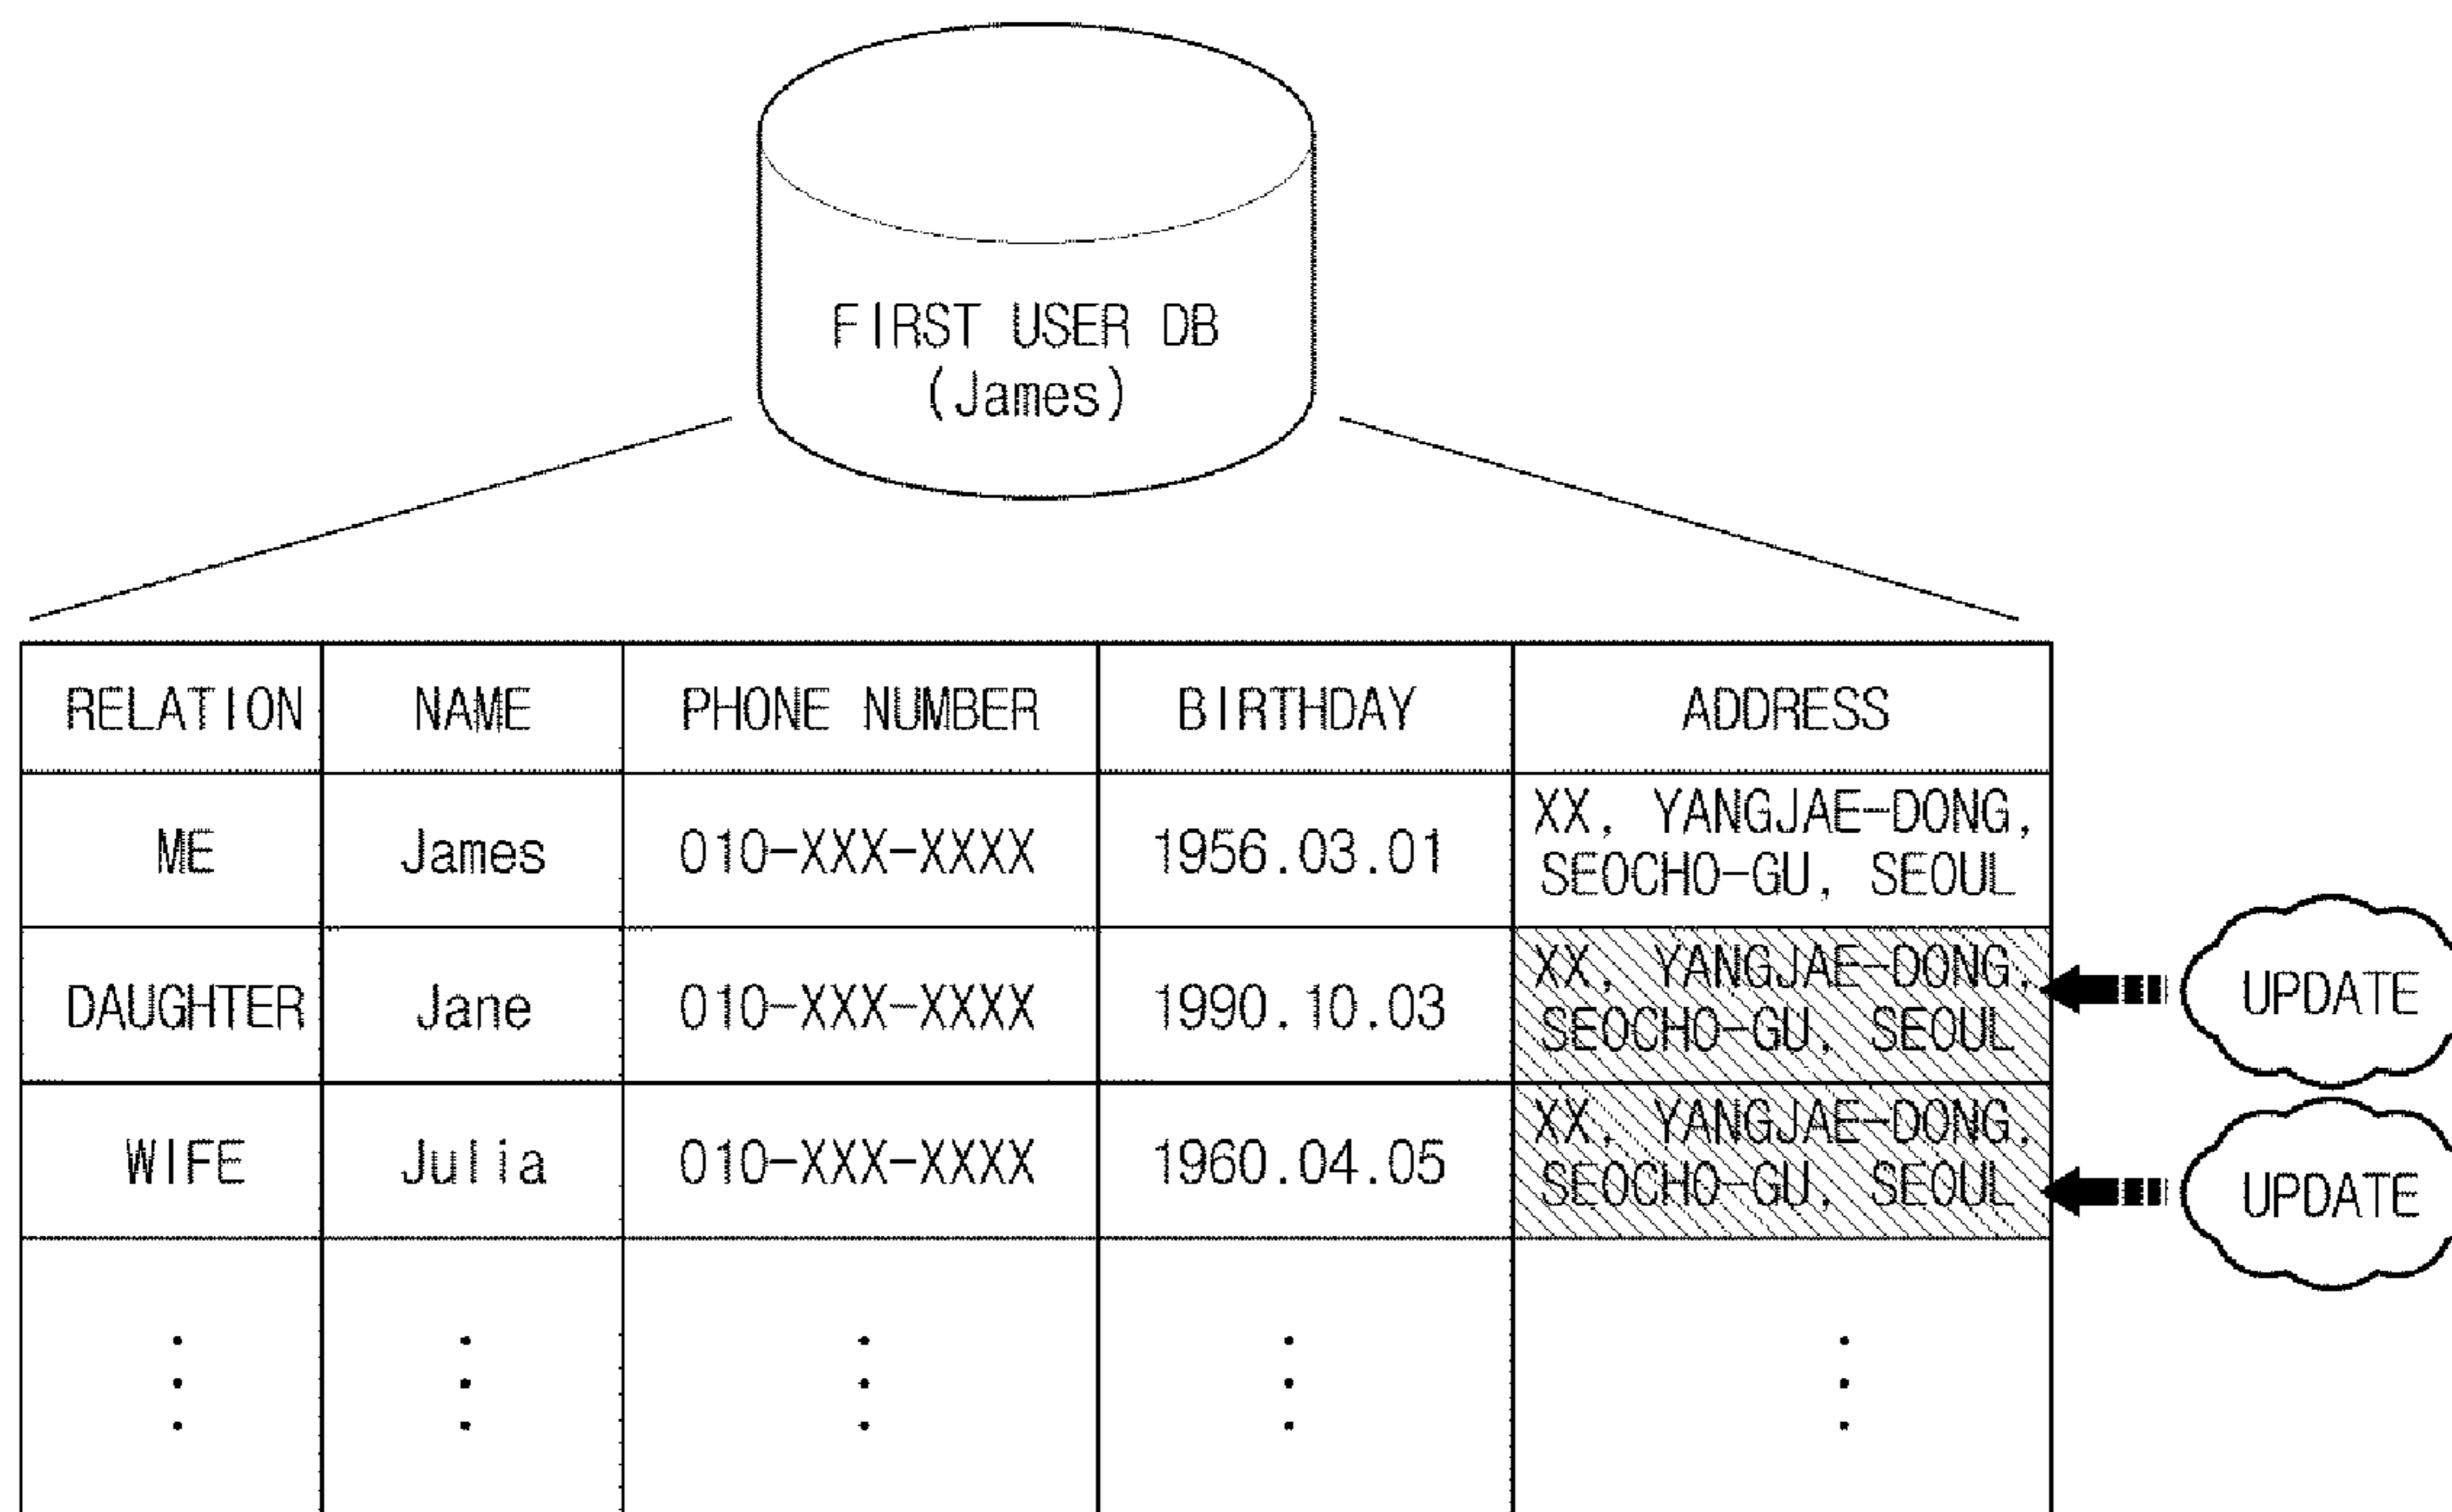 FIRST USER DB
(James)
RELATION NAME PHONE NUMBER BIRTHDAY ADDRESS
ME James 010-XXX-XXXX 1956.03.01 XX, YANGJAE-DONG,
SEOCHO-GU, SEOUL
DAUGHTER Jane 010-XXX-XXXX 1990.10.03 XX, YANGJAE-DONG,
SEOCHO-GU, SEOUL
UPDATE
WIFE Julia 010-XXX-XXXX 1960.04.05 XX, YANGJAE-DONG,
SEOCHO-GU, SEOUL
UPDATE